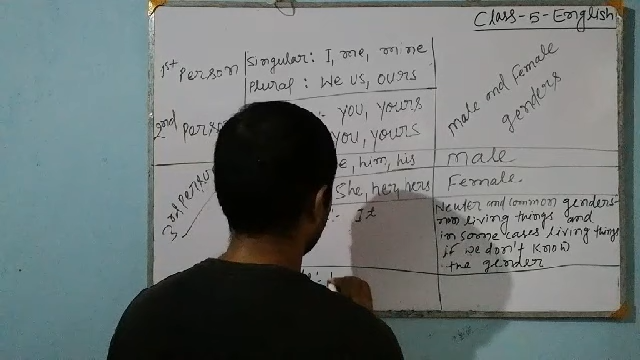 Class-5-English
1st Person
Singular: I, me, mine
Plural: We us, ours
Male and Female
genders
2nd Perso
you, yours
you, yours
3rd Person
e, him, his
male
She, her, hers
Female.
It
Neuter and common genders-
non living things and
in some cases living things
if we don't know
the gender